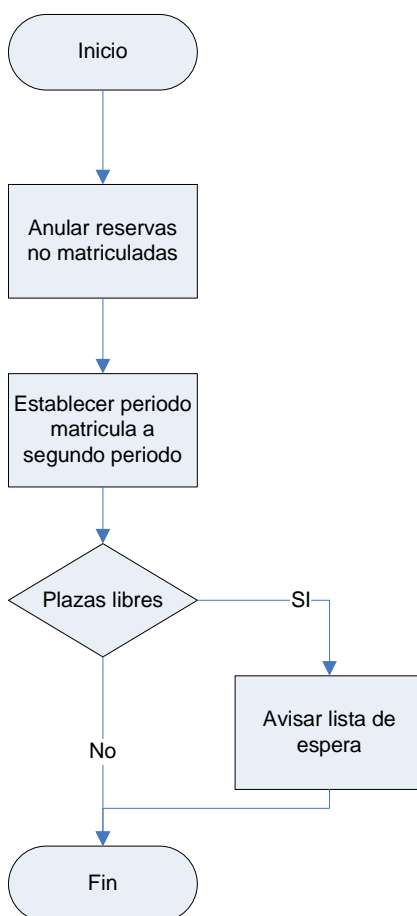 Inicio
Anular reservas
no matriculadas
Establecer periodo
matricula a
segundo periodo
Plazas libres
SI
Avisar lista de
espera
No
Fin